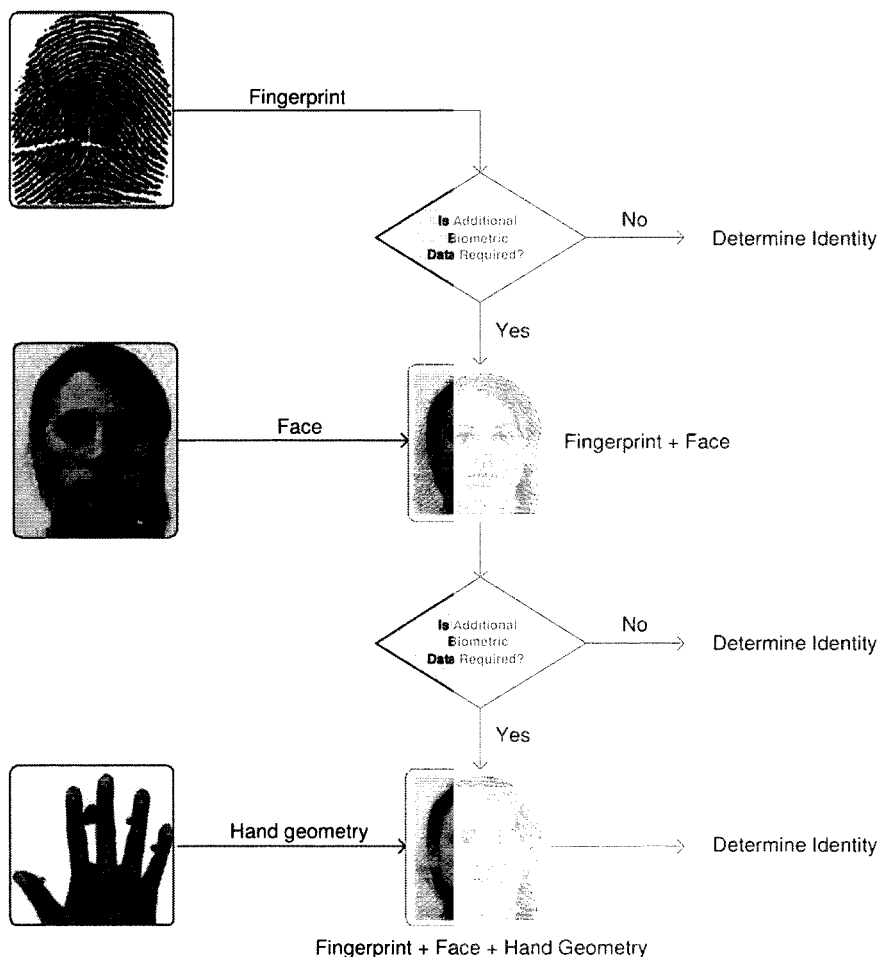 Fingerprint
Is Additional
Biometric
Data Required?
No
Determine Identity
Yes
Face
Fingerprint + Face
Is Additional
Biometric
Data Required?
No
Determine Identity
Yes
Hand geometry
Determine Identity
Fingerprint + Face + Hand Geometry